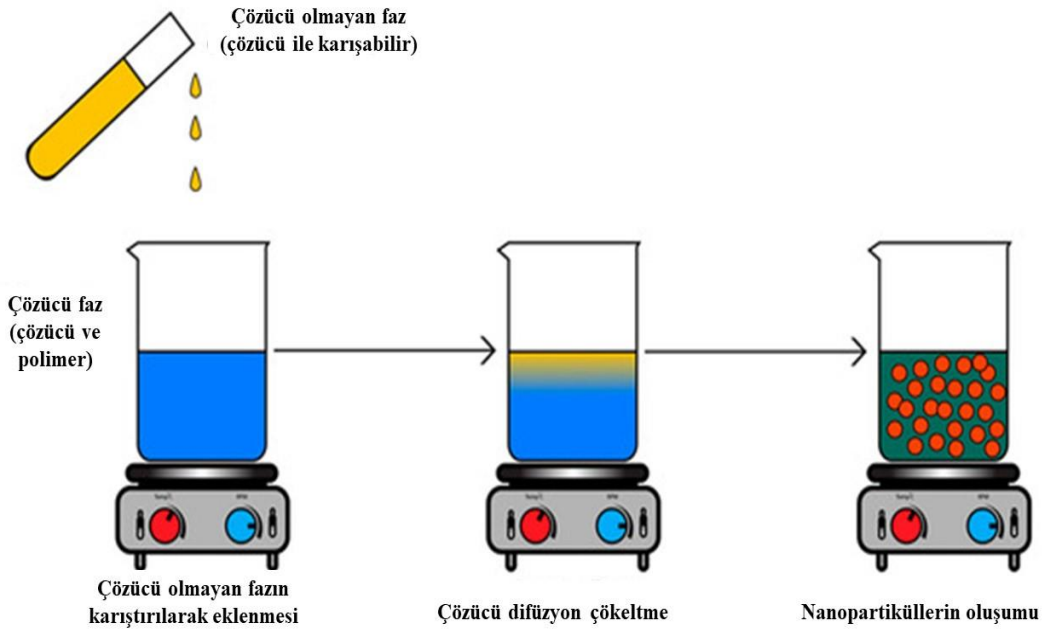 Çözücü olmayan faz
(çözücü ile karışabilir)
Çözücü faz
(çözücü ve
polimer)
Çözücü olmayan fazın
karıştırılarak eklenmesi
Çözücü difüzyon çökeltme
Nanopartiküllerin oluşumu